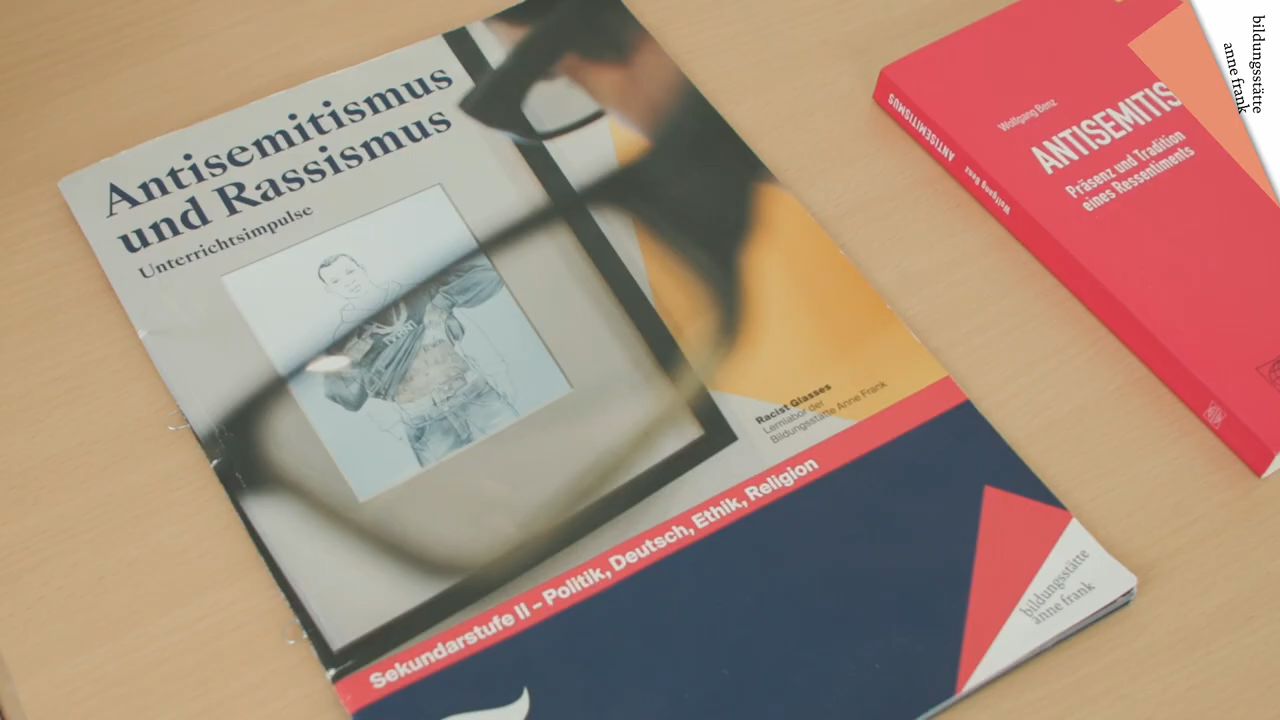 Antisemitismus
und Rassismus
Unterrichtsimpulse
Racist Glasses
Lernlabor der
Bildungsstätte Anne Frank
Sekundarstufe II – Politik, Deutsch, Ethik, Religion
bildungsstätte
anne frank
Wolfgang Benz
ANTISEMITIS
Präsenz und Tradition
eines Ressentiments
Wolfgang Benz ANTISEMITISMUS
bildungsstätte
anne frank